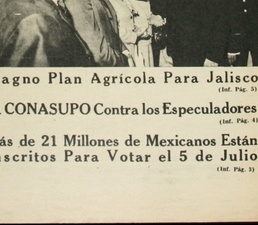 agno Plan Agrícola Para Jalisco
(Inf. Pág. 5)
CONASUPO Contra los Especuladores
(Inf. Pág. 4)
ás de 21 Millones de Mexicanos Están
scritos Para Votar el 5 de Julio
(Inf. Pág. 3)